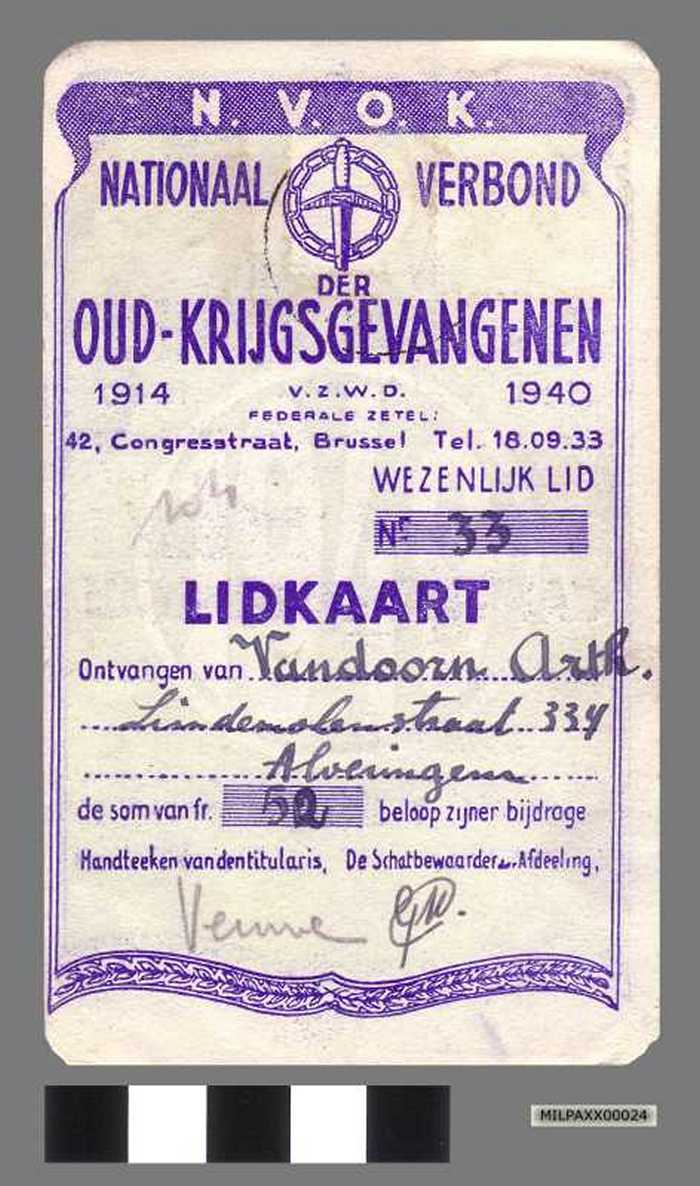 N. V. O. K.
NATIONAAL VERBOND
DER
OUD-KRIJGSGEVANGENEN
1914 V.Z.W.D. 1940
FEDERALE ZETEL:
42, Congresstraat, Brussel Tel. 18.09.33
WEZENLIJK LID
Nr 33
LIDKAART
Ontvangen van Vandoorn Arth.
Lindemolenstraat 334
Alveringem
de som van fr. 52 beloop zijner bijdrage
Handteeken van den titularis, De Schatbewaarder Afdeeling,
Veuve
MILPAXX00024